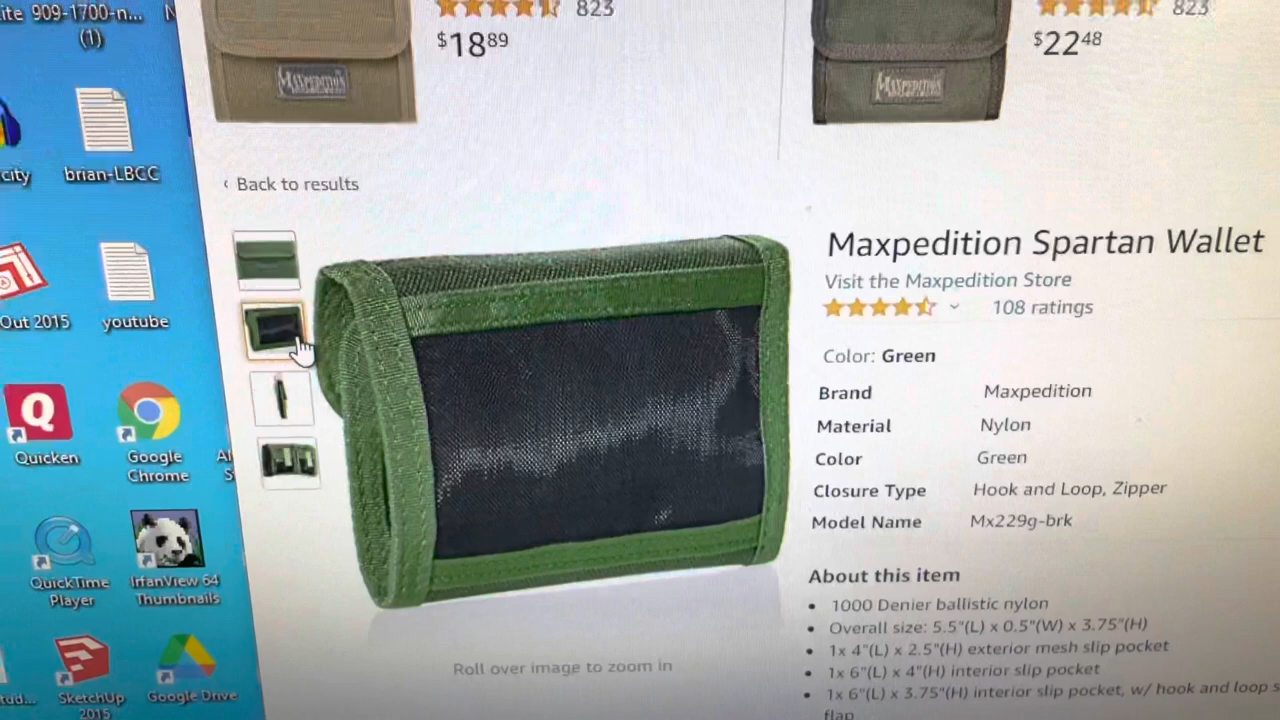 ite 909-1700-n...
(1)
823
$18⁸⁹
823
$22⁴⁸
MAXPEDITION
MAXPEDITION
city
brian-LBCC
‹ Back to results
Maxpedition Spartan Wallet
Visit the Maxpedition Store
108 ratings
Out 2015
youtube
Color: Green
Brand Maxpedition
Material Nylon
Color Green
Closure Type Hook and Loop, Zipper
Model Name Mx229g-brk
Q
Quicken
Google
Chrome
QuickTime
Player
IrfanView 64
Thumbnails
About this item
• 1000 Denier ballistic nylon
• Overall size: 5.5"(L) x 0.5"(W) x 3.75"(H)
• 1x 4"(L) x 2.5"(H) exterior mesh slip pocket
• 1x 6"(L) x 4"(H) interior slip pocket
• 1x 6"(L) x 3.75"(H) interior slip pocket, w/ hook and loop s
flap
Roll over image to zoom in
SketchUp
2015
Google Drive